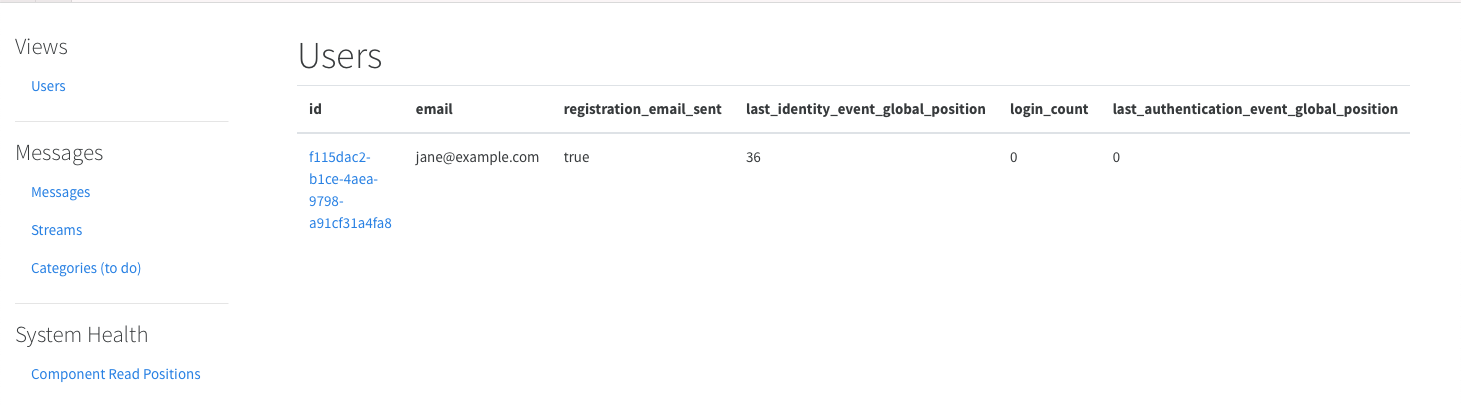 Views
Users
Messages
Messages
Streams
Categories (to do)
System Health
Component Read Positions
Users
id email registration_email_sent last_identity_event_global_position login_count last_authentication_event_global_position
f115dac2- jane@example.com true 36 0 0
b1ce-4aea-
9798-
a91cf31a4fa8